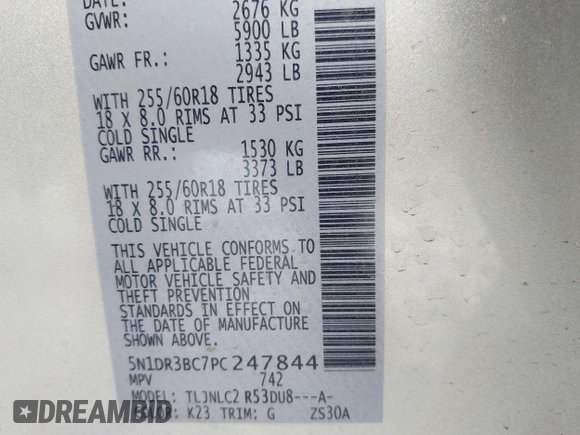 DATE:
GVWR: 2676 KG
5900 LB
GAWR FR.: 1335 KG
2943 LB
WITH 255/60R18 TIRES
18 X 8.0 RIMS AT 33 PSI
COLD SINGLE
GAWR RR.: 1530 KG
3373 LB
WITH 255/60R18 TIRES
18 X 8.0 RIMS AT 33 PSI
COLD SINGLE
THIS VEHICLE CONFORMS TO
ALL APPLICABLE FEDERAL
MOTOR VEHICLE SAFETY AND
THEFT PREVENTION
STANDARDS IN EFFECT ON
THE DATE OF MANUFACTURE
SHOWN ABOVE.
5N1DR3BC7PC247844
MPV 742
MODEL: TLJNLC2 R53DU8---A-
COLOR: K23 TRIM: G ZS30A
DREAMBID.COM